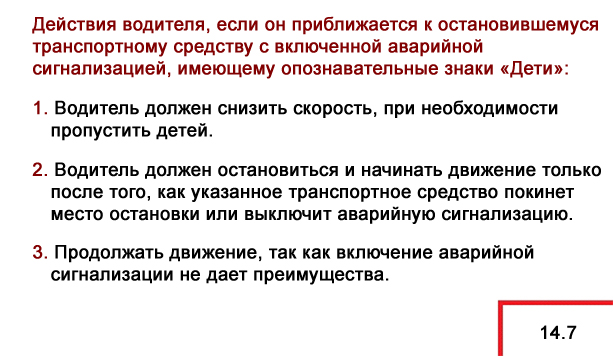 Действия водителя, если он приближается к остановившемуся
транспортному средству с включенной аварийной
сигнализацией, имеющему опознавательные знаки «Дети»:
1. Водитель должен снизить скорость, при необходимости
пропустить детей.
2. Водитель должен остановиться и начинать движение только
после того, как указанное транспортное средство покинет
место остановки или выключит аварийную сигнализацию.
3. Продолжать движение, так как включение аварийной
сигнализации не дает преимущества.
14.7